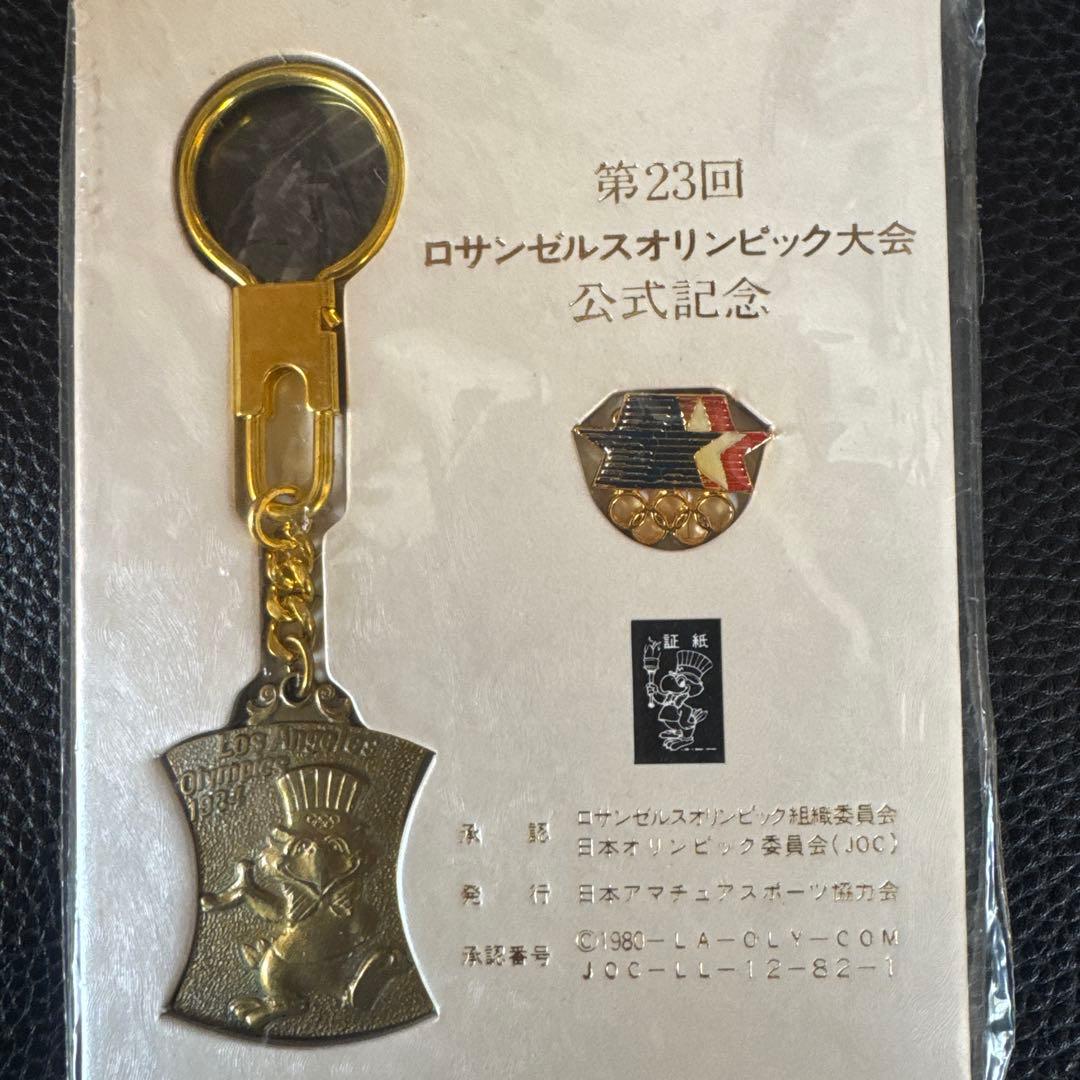 第23回
ロサンゼルスオリンピック大会
公式記念
証紙
Los Angeles
Olympics
1984
承認 ロサンゼルスオリンピック組織委員会
日本オリンピック委員会(JOC)
発行 日本アマチュアスポーツ協力会
承認番号 ©1980-LA-OLY-COM
JOC-LL-12-82-1